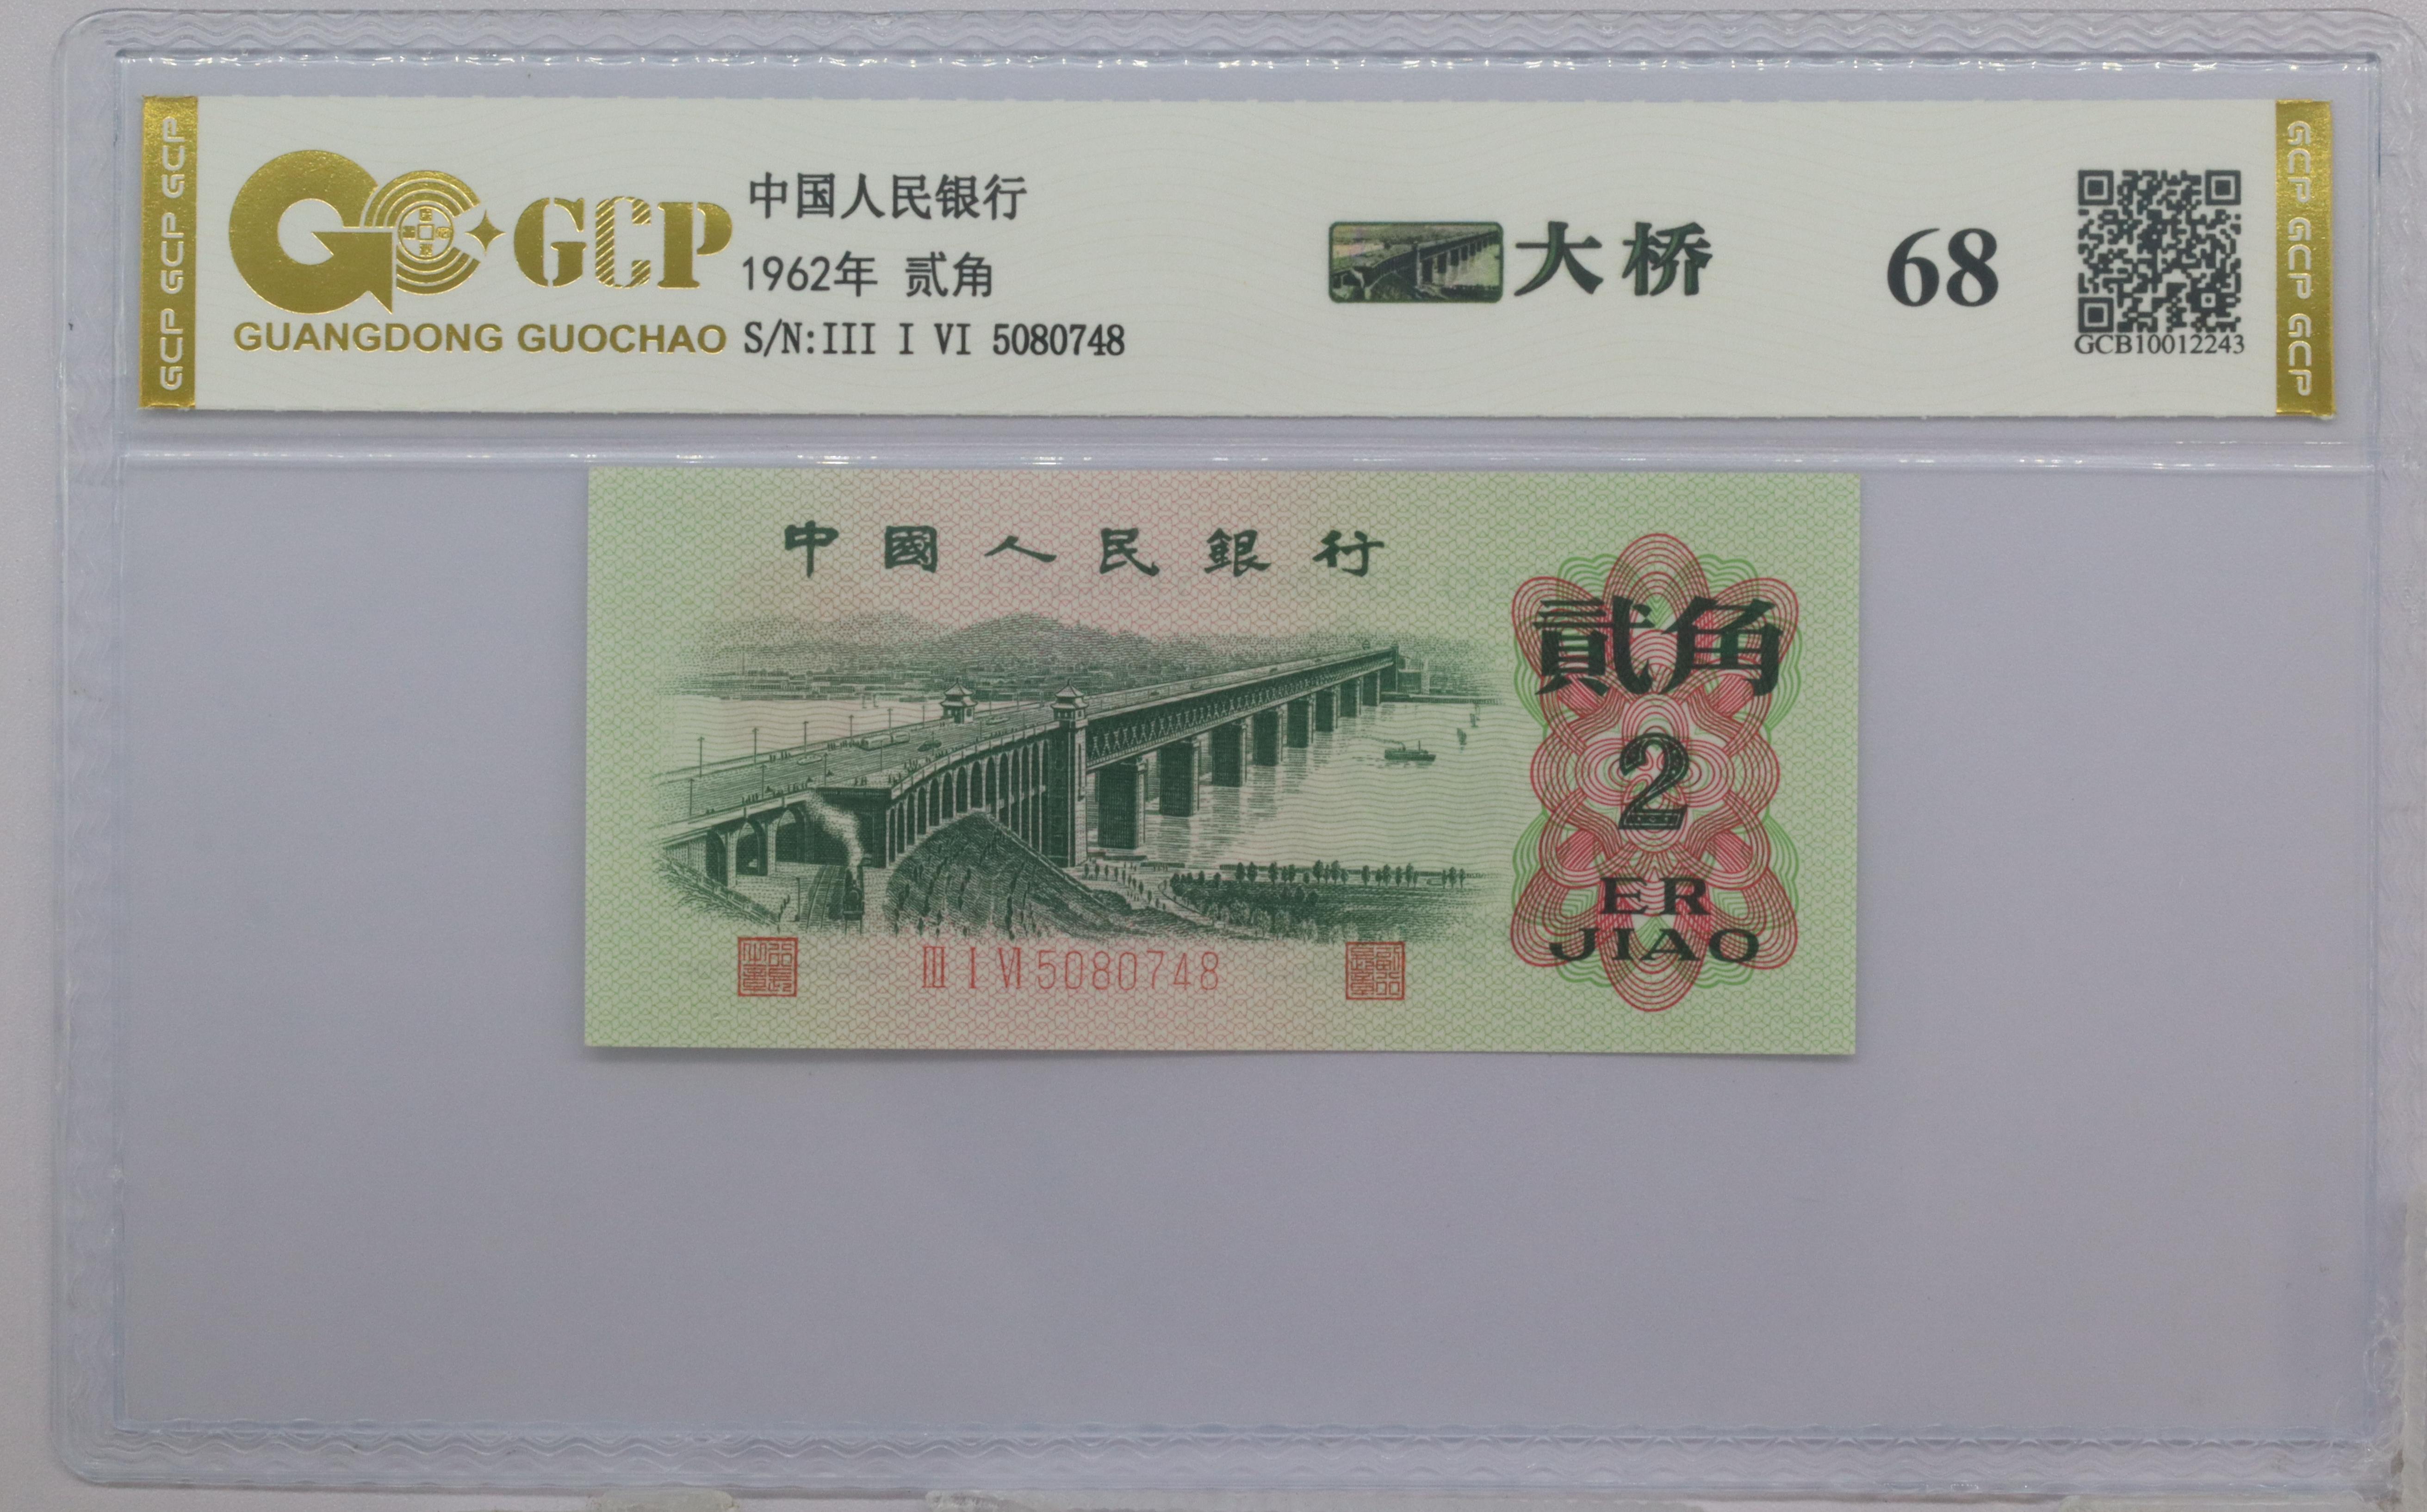 GCP GCP GCP
GCP
GUANGDONG GUOCHAO
中国人民银行
1962年 贰角
S/N:III I VI 5080748
大桥
68
GCB10012243
GCP GCP GCP
中國人民銀行
貳角
2
ER
JIAO
III I VI 5080748